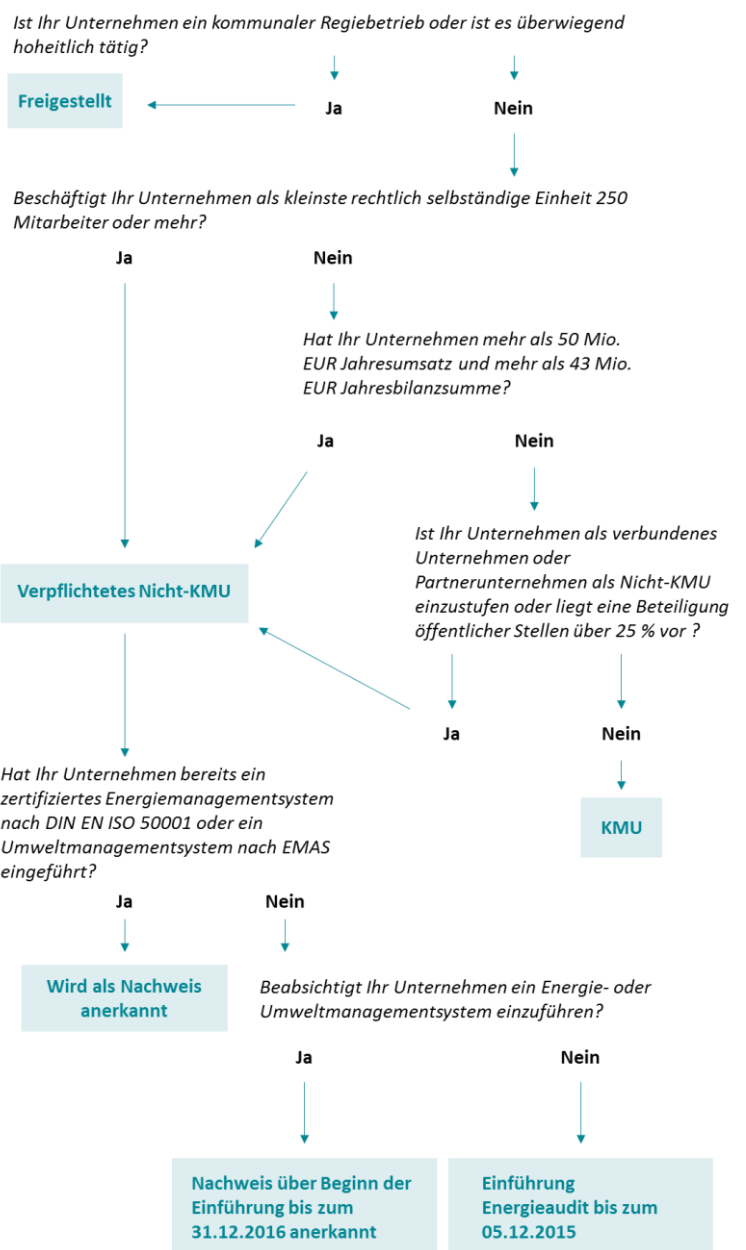 Ist Ihr Unternehmen ein kommunaler Regiebetrieb oder ist es überwiegend
hoheitlich tätig?
Freigestellt
Ja
Nein
Beschäftigt Ihr Unternehmen als kleinste rechtlich selbständige Einheit 250
Mitarbeiter oder mehr?
Ja
Nein
Hat Ihr Unternehmen mehr als 50 Mio.
EUR Jahresumsatz und mehr als 43 Mio.
EUR Jahresbilanzsumme?
Ja
Nein
Ist Ihr Unternehmen als verbundenes
Unternehmen oder
Partnerunternehmen als Nicht-KMU
einzustufen oder liegt eine Beteiligung
öffentlicher Stellen über 25 % vor ?
Verpflichtetes Nicht-KMU
Ja
Nein
KMU
Hat Ihr Unternehmen bereits ein
zertifiziertes Energiemanagementsystem
nach DIN EN ISO 50001 oder ein
Umweltmanagementsystem nach EMAS
eingeführt?
Ja
Nein
Wird als Nachweis
anerkannt
Beabsichtigt Ihr Unternehmen ein Energie- oder
Umweltmanagementsystem einzuführen?
Ja
Nein
Nachweis über Beginn der
Einführung bis zum
31.12.2016 anerkannt
Einführung
Energieaudit bis zum
05.12.2015